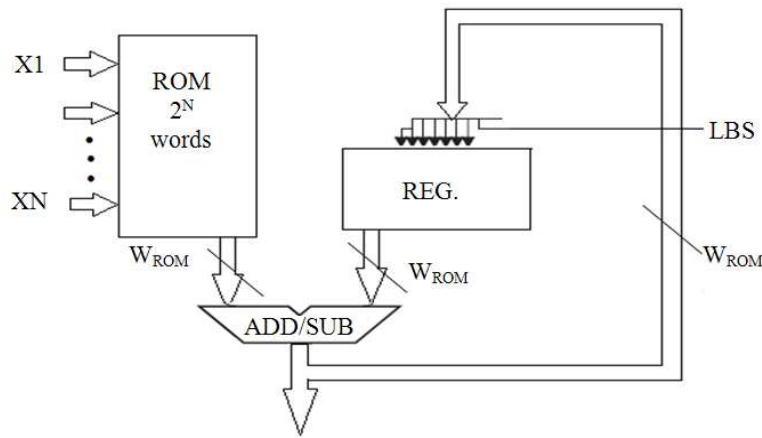 X1
ROM
2^N
words
XN
LBS
REG.
W_ROM
W_ROM
W_ROM
ADD/SUB